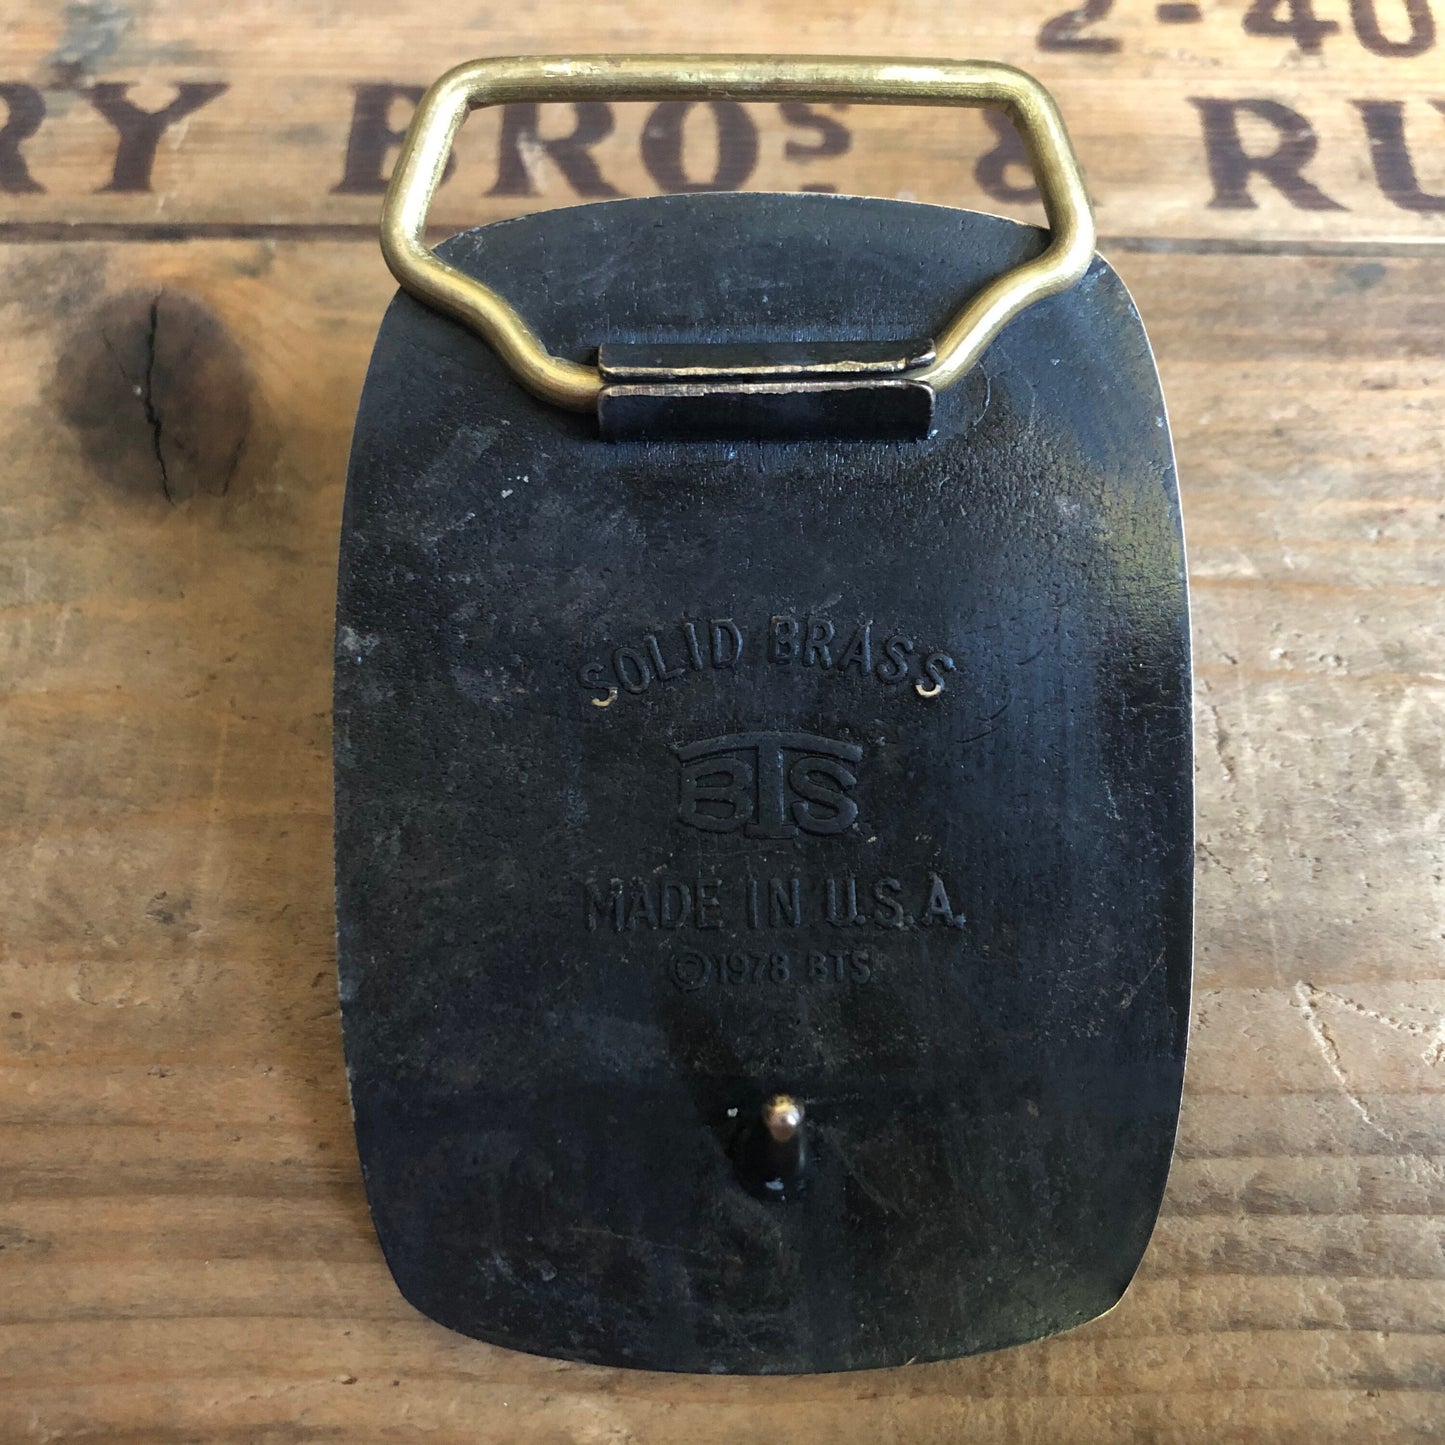 2-40
RY BROS & RU
SOLID BRASS
BTS
MADE IN U.S.A.
©1978 BTS